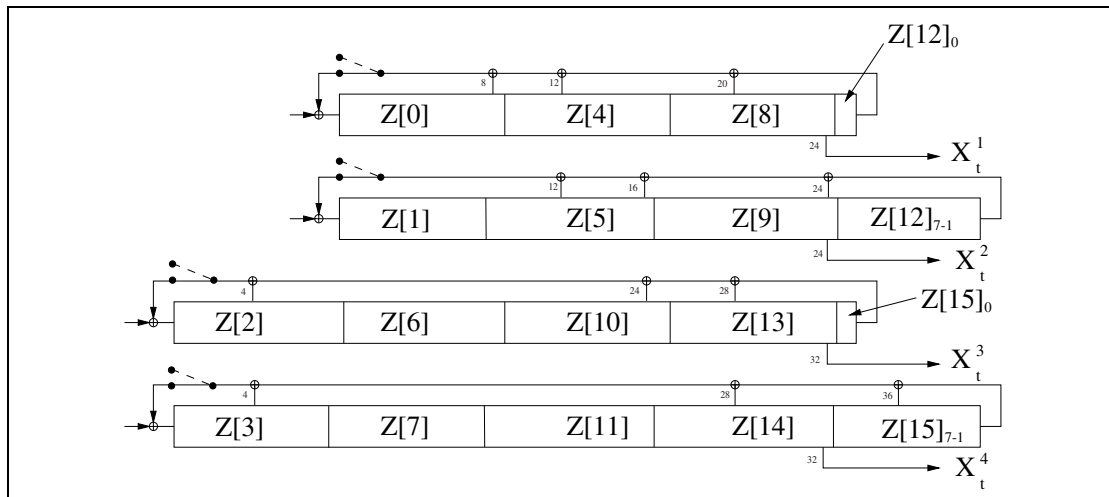 Z[12]0
8 12 20
Z[0] Z[4] Z[8]
24 X1t
12 16 24
Z[1] Z[5] Z[9] Z[12]7-1
24 X2t
4 24 28
Z[15]0
Z[2] Z[6] Z[10] Z[13]
32 X3t
4 28 36
Z[3] Z[7] Z[11] Z[14] Z[15]7-1
32 X4t